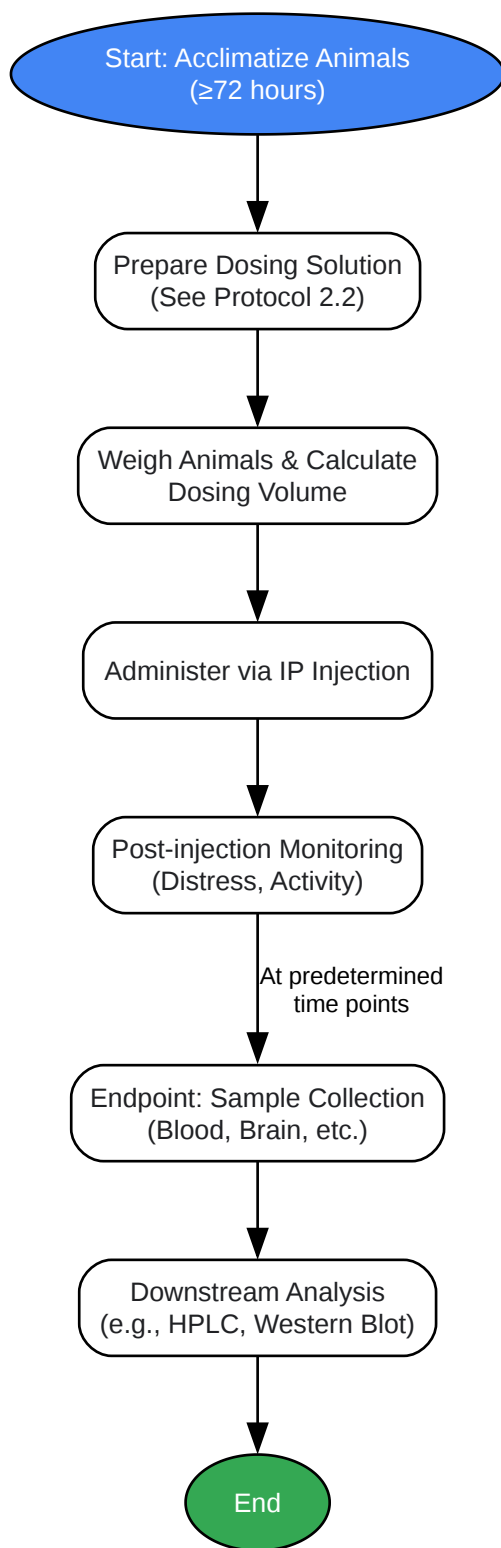 Start: Acclimatize Animals
(≥72 hours)
Prepare Dosing Solution
(See Protocol 2.2)
Weigh Animals & Calculate
Dosing Volume
Administer via IP Injection
Post-injection Monitoring
(Distress, Activity)
At predetermined
time points
Endpoint: Sample Collection
(Blood, Brain, etc.)
Downstream Analysis
(e.g., HPLC, Western Blot)
End